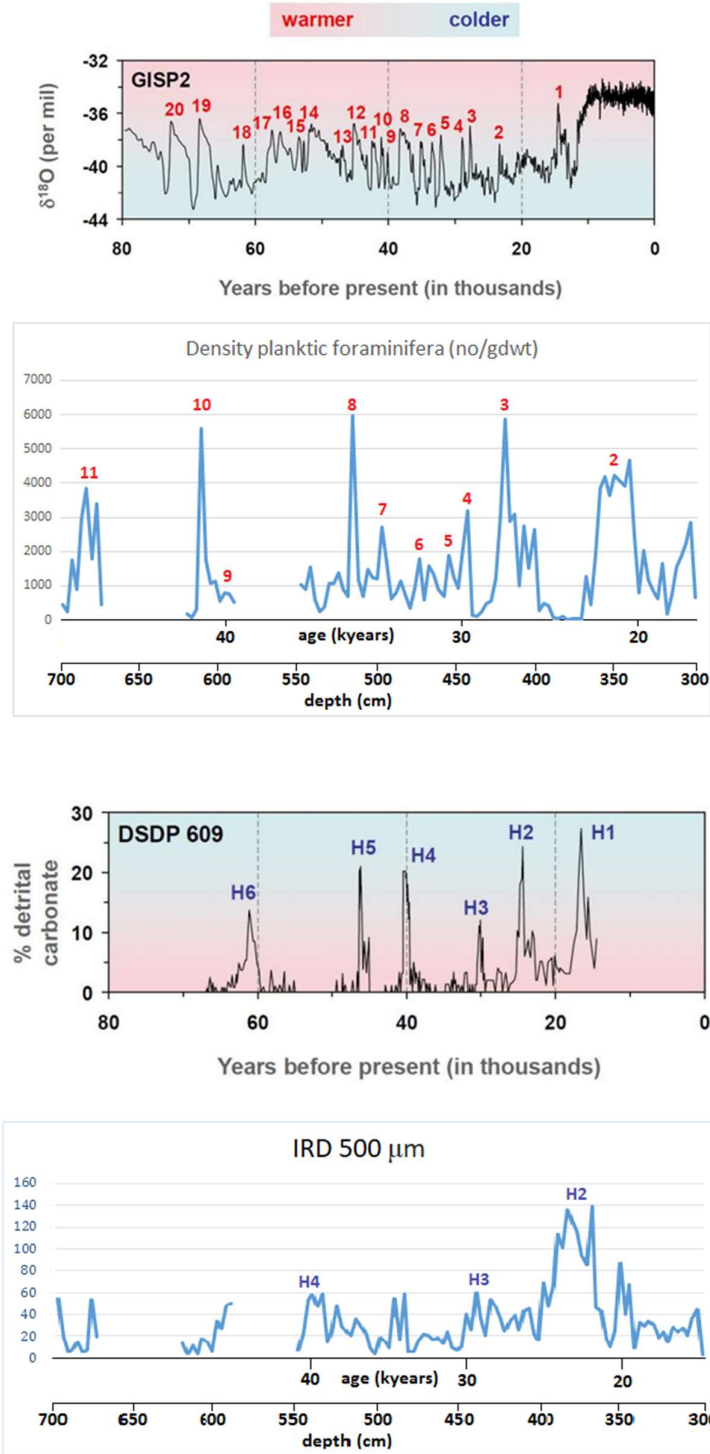 warmer colder
GISP2
-32
-36
-40
-44
δ¹⁸O (per mil)
20 19 18 17 16 15 14 13 12 11 10 9 8 7 6 5 4 3 2 1
80 60 40 20 0
Years before present (in thousands)
Density planktic foraminifera (no/gdwt)
7000
6000
5000
4000
3000
2000
1000
0
11 10 9 8 7 6 5 4 3 2
40 age (kyears) 30 20
700 650 600 550 500 450 400 350 300
depth (cm)
DSDP 609
30
20
10
0
% detrital
carbonate
H6 H5 H4 H3 H2 H1
80 60 40 20 0
Years before present (in thousands)
IRD 500 μm
160
140
120
100
80
60
40
20
0
H4 H3 H2
40 age (kyears) 30 20
700 650 600 550 500 450 400 350 300
depth (cm)